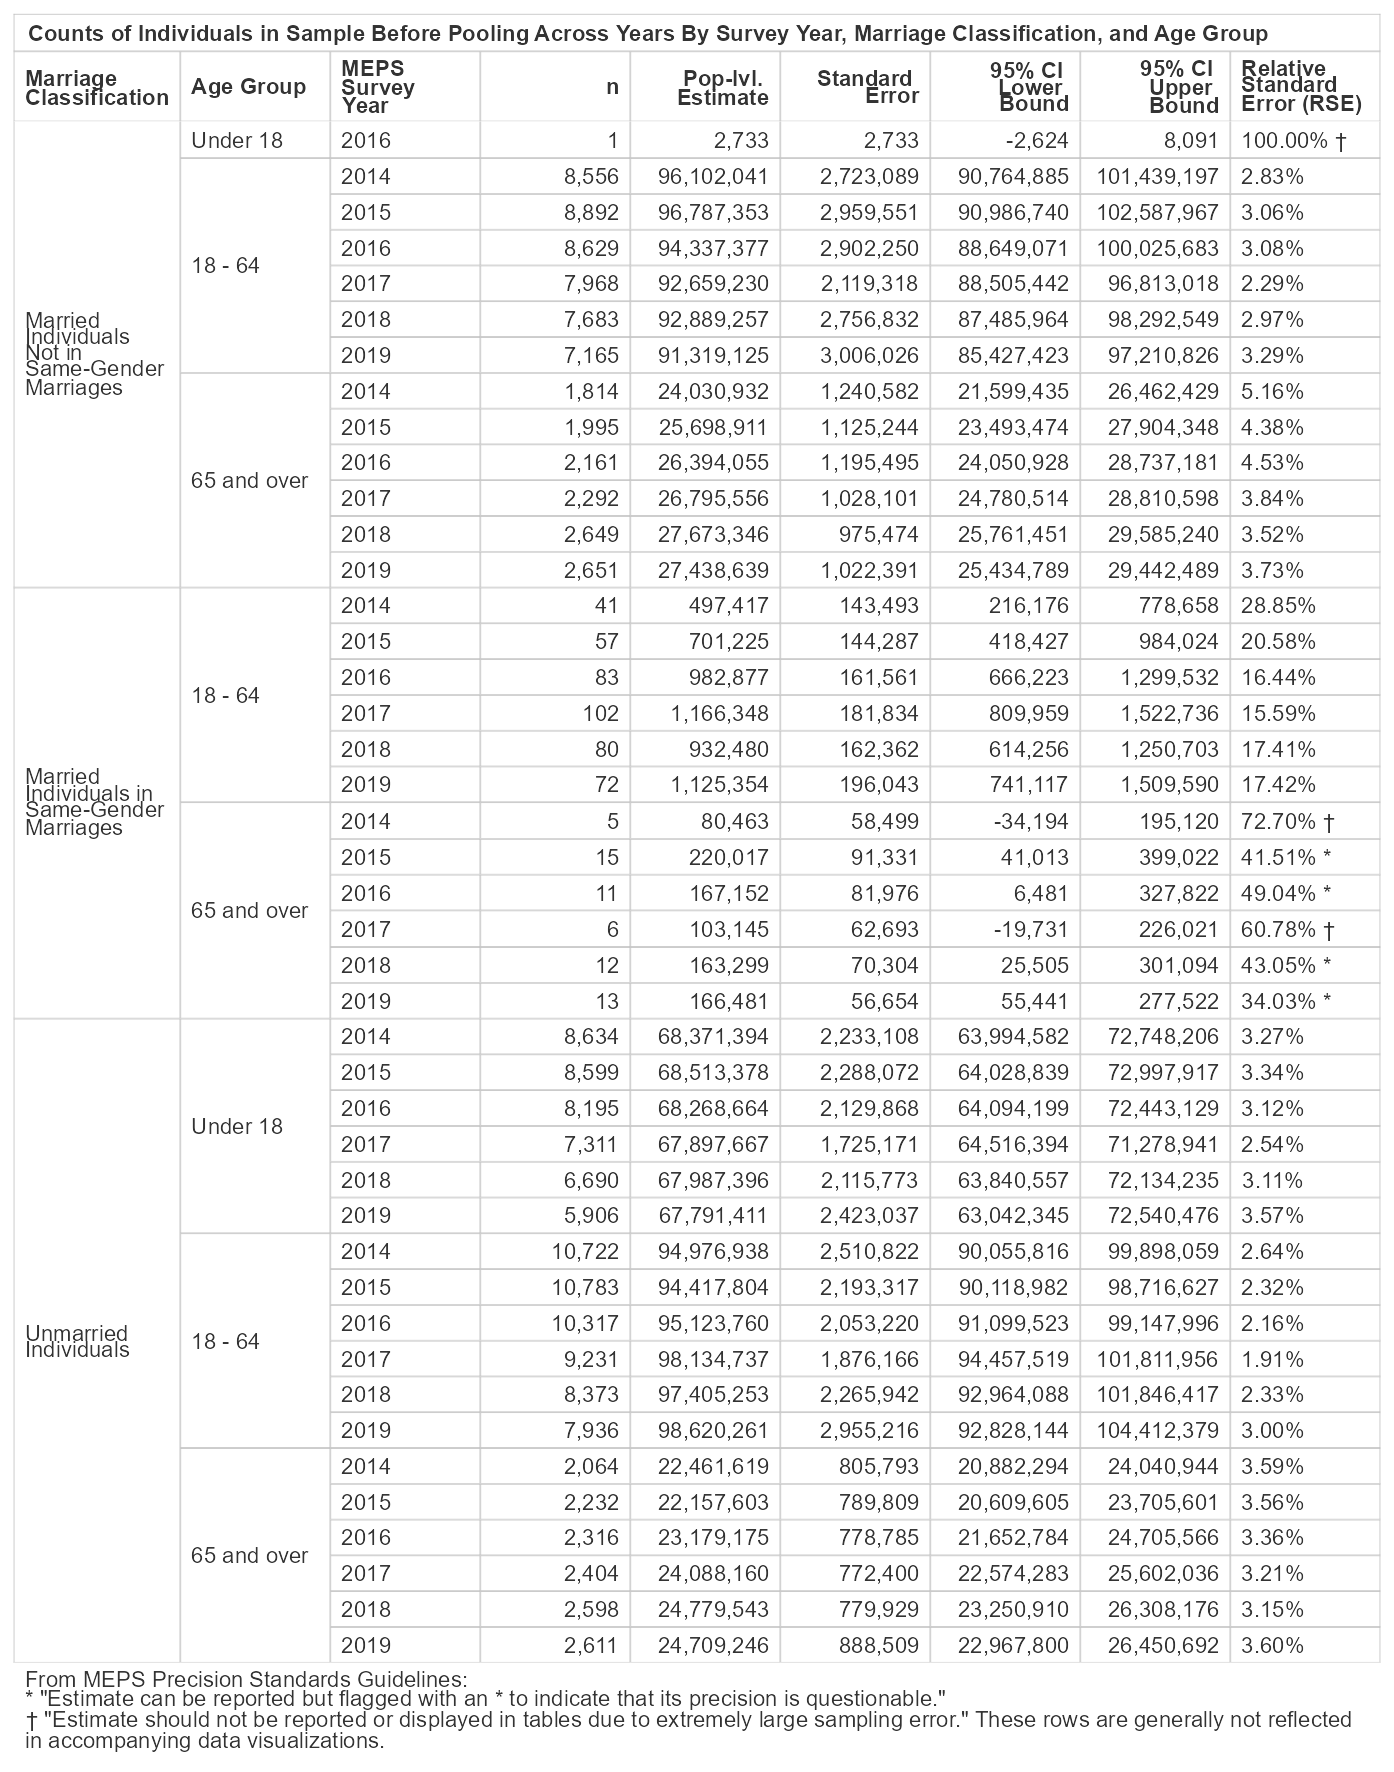 Counts of Individuals in Sample Before Pooling Across Years By Survey Year, Marriage Classification, and Age Group
Marriage Classification Age Group MEPS Survey Year n Pop-lvl. Estimate Standard Error 95% CI Lower Bound 95% CI Upper Bound Relative Standard Error (RSE)
Married Individuals Not in Same-Gender Marriages
Under 18 2016 1 2,733 2,733 -2,624 8,091 100.00% †
18 - 64
2014 8,556 96,102,041 2,723,089 90,764,885 101,439,197 2.83%
2015 8,892 96,787,353 2,959,551 90,986,740 102,587,967 3.06%
2016 8,629 94,337,377 2,902,250 88,649,071 100,025,683 3.08%
2017 7,968 92,659,230 2,119,318 88,505,442 96,813,018 2.29%
2018 7,683 92,889,257 2,756,832 87,485,964 98,292,549 2.97%
2019 7,165 91,319,125 3,006,026 85,427,423 97,210,826 3.29%
65 and over
2014 1,814 24,030,932 1,240,582 21,599,435 26,462,429 5.16%
2015 1,995 25,698,911 1,125,244 23,493,474 27,904,348 4.38%
2016 2,161 26,394,055 1,195,495 24,050,928 28,737,181 4.53%
2017 2,292 26,795,556 1,028,101 24,780,514 28,810,598 3.84%
2018 2,649 27,673,346 975,474 25,761,451 29,585,240 3.52%
2019 2,651 27,438,639 1,022,391 25,434,789 29,442,489 3.73%
Married Individuals in Same-Gender Marriages
18 - 64
2014 41 497,417 143,493 216,176 778,658 28.85%
2015 57 701,225 144,287 418,427 984,024 20.58%
2016 83 982,877 161,561 666,223 1,299,532 16.44%
2017 102 1,166,348 181,834 809,959 1,522,736 15.59%
2018 80 932,480 162,362 614,256 1,250,703 17.41%
2019 72 1,125,354 196,043 741,117 1,509,590 17.42%
65 and over
2014 5 80,463 58,499 -34,194 195,120 72.70% †
2015 15 220,017 91,331 41,013 399,022 41.51% *
2016 11 167,152 81,976 6,481 327,822 49.04% *
2017 6 103,145 62,693 -19,731 226,021 60.78% †
2018 12 163,299 70,304 25,505 301,094 43.05% *
2019 13 166,481 56,654 55,441 277,522 34.03% *
Unmarried Individuals
Under 18
2014 8,634 68,371,394 2,233,108 63,994,582 72,748,206 3.27%
2015 8,599 68,513,378 2,288,072 64,028,839 72,997,917 3.34%
2016 8,195 68,268,664 2,129,868 64,094,199 72,443,129 3.12%
2017 7,311 67,897,667 1,725,171 64,516,394 71,278,941 2.54%
2018 6,690 67,987,396 2,115,773 63,840,557 72,134,235 3.11%
2019 5,906 67,791,411 2,423,037 63,042,345 72,540,476 3.57%
18 - 64
2014 10,722 94,976,938 2,510,822 90,055,816 99,898,059 2.64%
2015 10,783 94,417,804 2,193,317 90,118,982 98,716,627 2.32%
2016 10,317 95,123,760 2,053,220 91,099,523 99,147,996 2.16%
2017 9,231 98,134,737 1,876,166 94,457,519 101,811,956 1.91%
2018 8,373 97,405,253 2,265,942 92,964,088 101,846,417 2.33%
2019 7,936 98,620,261 2,955,216 92,828,144 104,412,379 3.00%
65 and over
2014 2,064 22,461,619 805,793 20,882,294 24,040,944 3.59%
2015 2,232 22,157,603 789,809 20,609,605 23,705,601 3.56%
2016 2,316 23,179,175 778,785 21,652,784 24,705,566 3.36%
2017 2,404 24,088,160 772,400 22,574,283 25,602,036 3.21%
2018 2,598 24,779,543 779,929 23,250,910 26,308,176 3.15%
2019 2,611 24,709,246 888,509 22,967,800 26,450,692 3.60%
From MEPS Precision Standards Guidelines:
* "Estimate can be reported but flagged with an * to indicate that its precision is questionable."
† "Estimate should not be reported or displayed in tables due to extremely large sampling error." These rows are generally not reflected
in accompanying data visualizations.